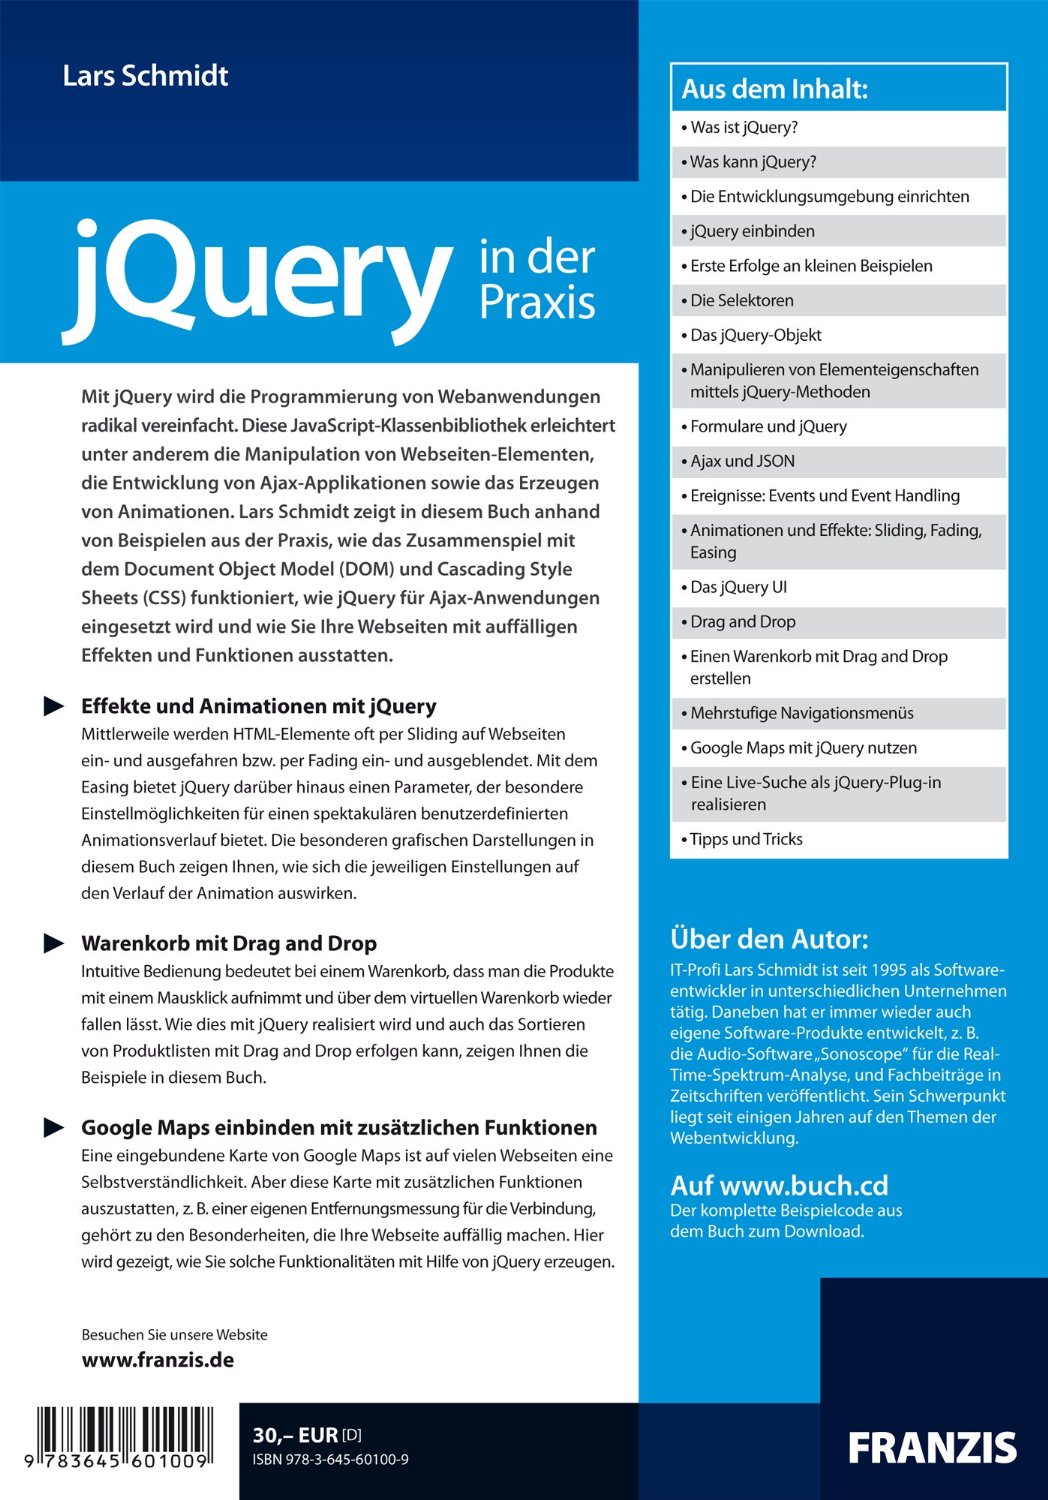 Lars Schmidt
jQuery in der
Praxis
Mit jQuery wird die Programmierung von Webanwendungen
radikal vereinfacht. Diese JavaScript-Klassenbibliothek erleichtert
unter anderem die Manipulation von Webseiten-Elementen,
die Entwicklung von Ajax-Applikationen sowie das Erzeugen
von Animationen. Lars Schmidt zeigt in diesem Buch anhand
von Beispielen aus der Praxis, wie das Zusammenspiel mit
dem Document Object Model (DOM) und Cascading Style
Sheets (CSS) funktioniert, wie jQuery für Ajax-Anwendungen
eingesetzt wird und wie Sie Ihre Webseiten mit auffälligen
Effekten und Funktionen ausstatten.
► Effekte und Animationen mit jQuery
Mittlerweile werden HTML-Elemente oft per Sliding auf Webseiten
ein- und ausgefahren bzw. per Fading ein- und ausgeblendet. Mit dem
Easing bietet jQuery darüber hinaus einen Parameter, der besondere
Einstellmöglichkeiten für einen spektakulären benutzerdefinierten
Animationsverlauf bietet. Die besonderen grafischen Darstellungen in
diesem Buch zeigen Ihnen, wie sich die jeweiligen Einstellungen auf
den Verlauf der Animation auswirken.
► Warenkorb mit Drag and Drop
Intuitive Bedienung bedeutet bei einem Warenkorb, dass man die Produkte
mit einem Mausklick aufnimmt und über dem virtuellen Warenkorb wieder
fallen lässt. Wie dies mit jQuery realisiert wird und auch das Sortieren
von Produktlisten mit Drag and Drop erfolgen kann, zeigen Ihnen die
Beispiele in diesem Buch.
► Google Maps einbinden mit zusätzlichen Funktionen
Eine eingebundene Karte von Google Maps ist auf vielen Webseiten eine
Selbstverständlichkeit. Aber diese Karte mit zusätzlichen Funktionen
auszustatten, z. B. einer eigenen Entfernungsmessung für die Verbindung,
gehört zu den Besonderheiten, die Ihre Webseite auffällig machen. Hier
wird gezeigt, wie Sie solche Funktionalitäten mit Hilfe von jQuery erzeugen.
Besuchen Sie unsere Website
www.franzis.de
9 783645 601009
30,– EUR [D]
ISBN 978-3-645-60100-9
Aus dem Inhalt:
• Was ist jQuery?
• Was kann jQuery?
• Die Entwicklungsumgebung einrichten
• jQuery einbinden
• Erste Erfolge an kleinen Beispielen
• Die Selektoren
• Das jQuery-Objekt
• Manipulieren von Elementeigenschaften
mittels jQuery-Methoden
• Formulare und jQuery
• Ajax und JSON
• Ereignisse: Events und Event Handling
• Animationen und Effekte: Sliding, Fading,
Easing
• Das jQuery UI
• Drag and Drop
• Einen Warenkorb mit Drag and Drop
erstellen
• Mehrstufige Navigationsmenüs
• Google Maps mit jQuery nutzen
• Eine Live-Suche als jQuery-Plug-in
realisieren
• Tipps und Tricks
Über den Autor:
IT-Profi Lars Schmidt ist seit 1995 als Software-
entwickler in unterschiedlichen Unternehmen
tätig. Daneben hat er immer wieder auch
eigene Software-Produkte entwickelt, z. B.
die Audio-Software „Sonoscope“ für die Real-
Time-Spektrum-Analyse, und Fachbeiträge in
Zeitschriften veröffentlicht. Sein Schwerpunkt
liegt seit einigen Jahren auf den Themen der
Webentwicklung.
Auf www.buch.cd
Der komplette Beispielcode aus
dem Buch zum Download.
FRANZIS